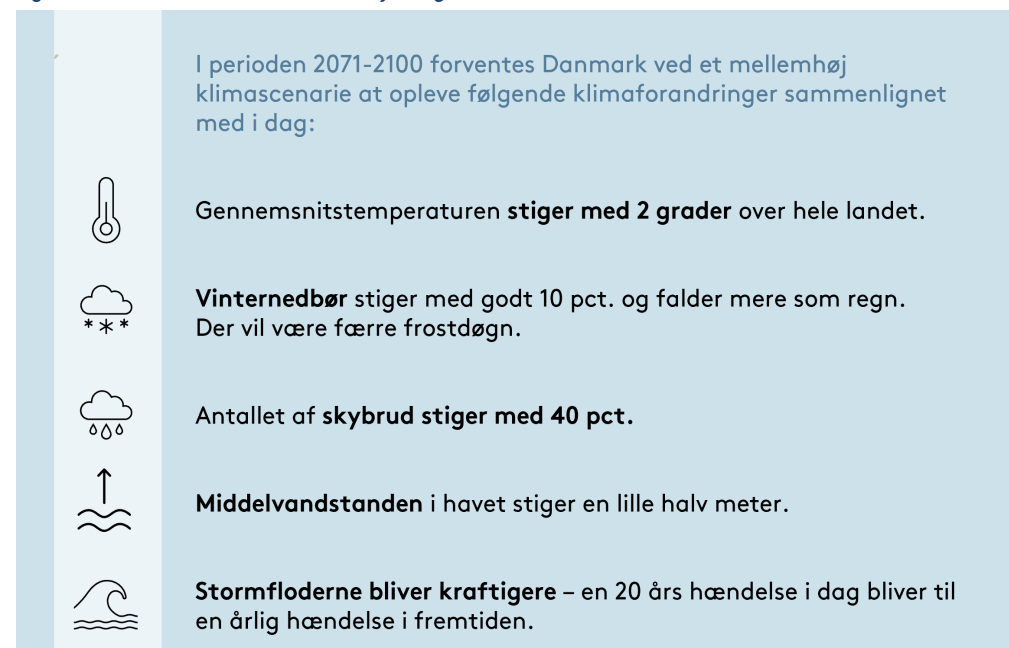 I perioden 2071-2100 forventes Danmark ved et mellemhøj
klimascenarie at opleve følgende klimaforandringer sammenlignet
med i dag:
Gennemsnitstemperaturen stiger med 2 grader over hele landet.
Vinternedbør stiger med godt 10 pct. og falder mere som regn.
Der vil være færre frostdøgn.
Antallet af skybrud stiger med 40 pct.
Middelvandstanden i havet stiger en lille halv meter.
Stormfloderne bliver kraftigere – en 20 års hændelse i dag bliver til
en årlig hændelse i fremtiden.